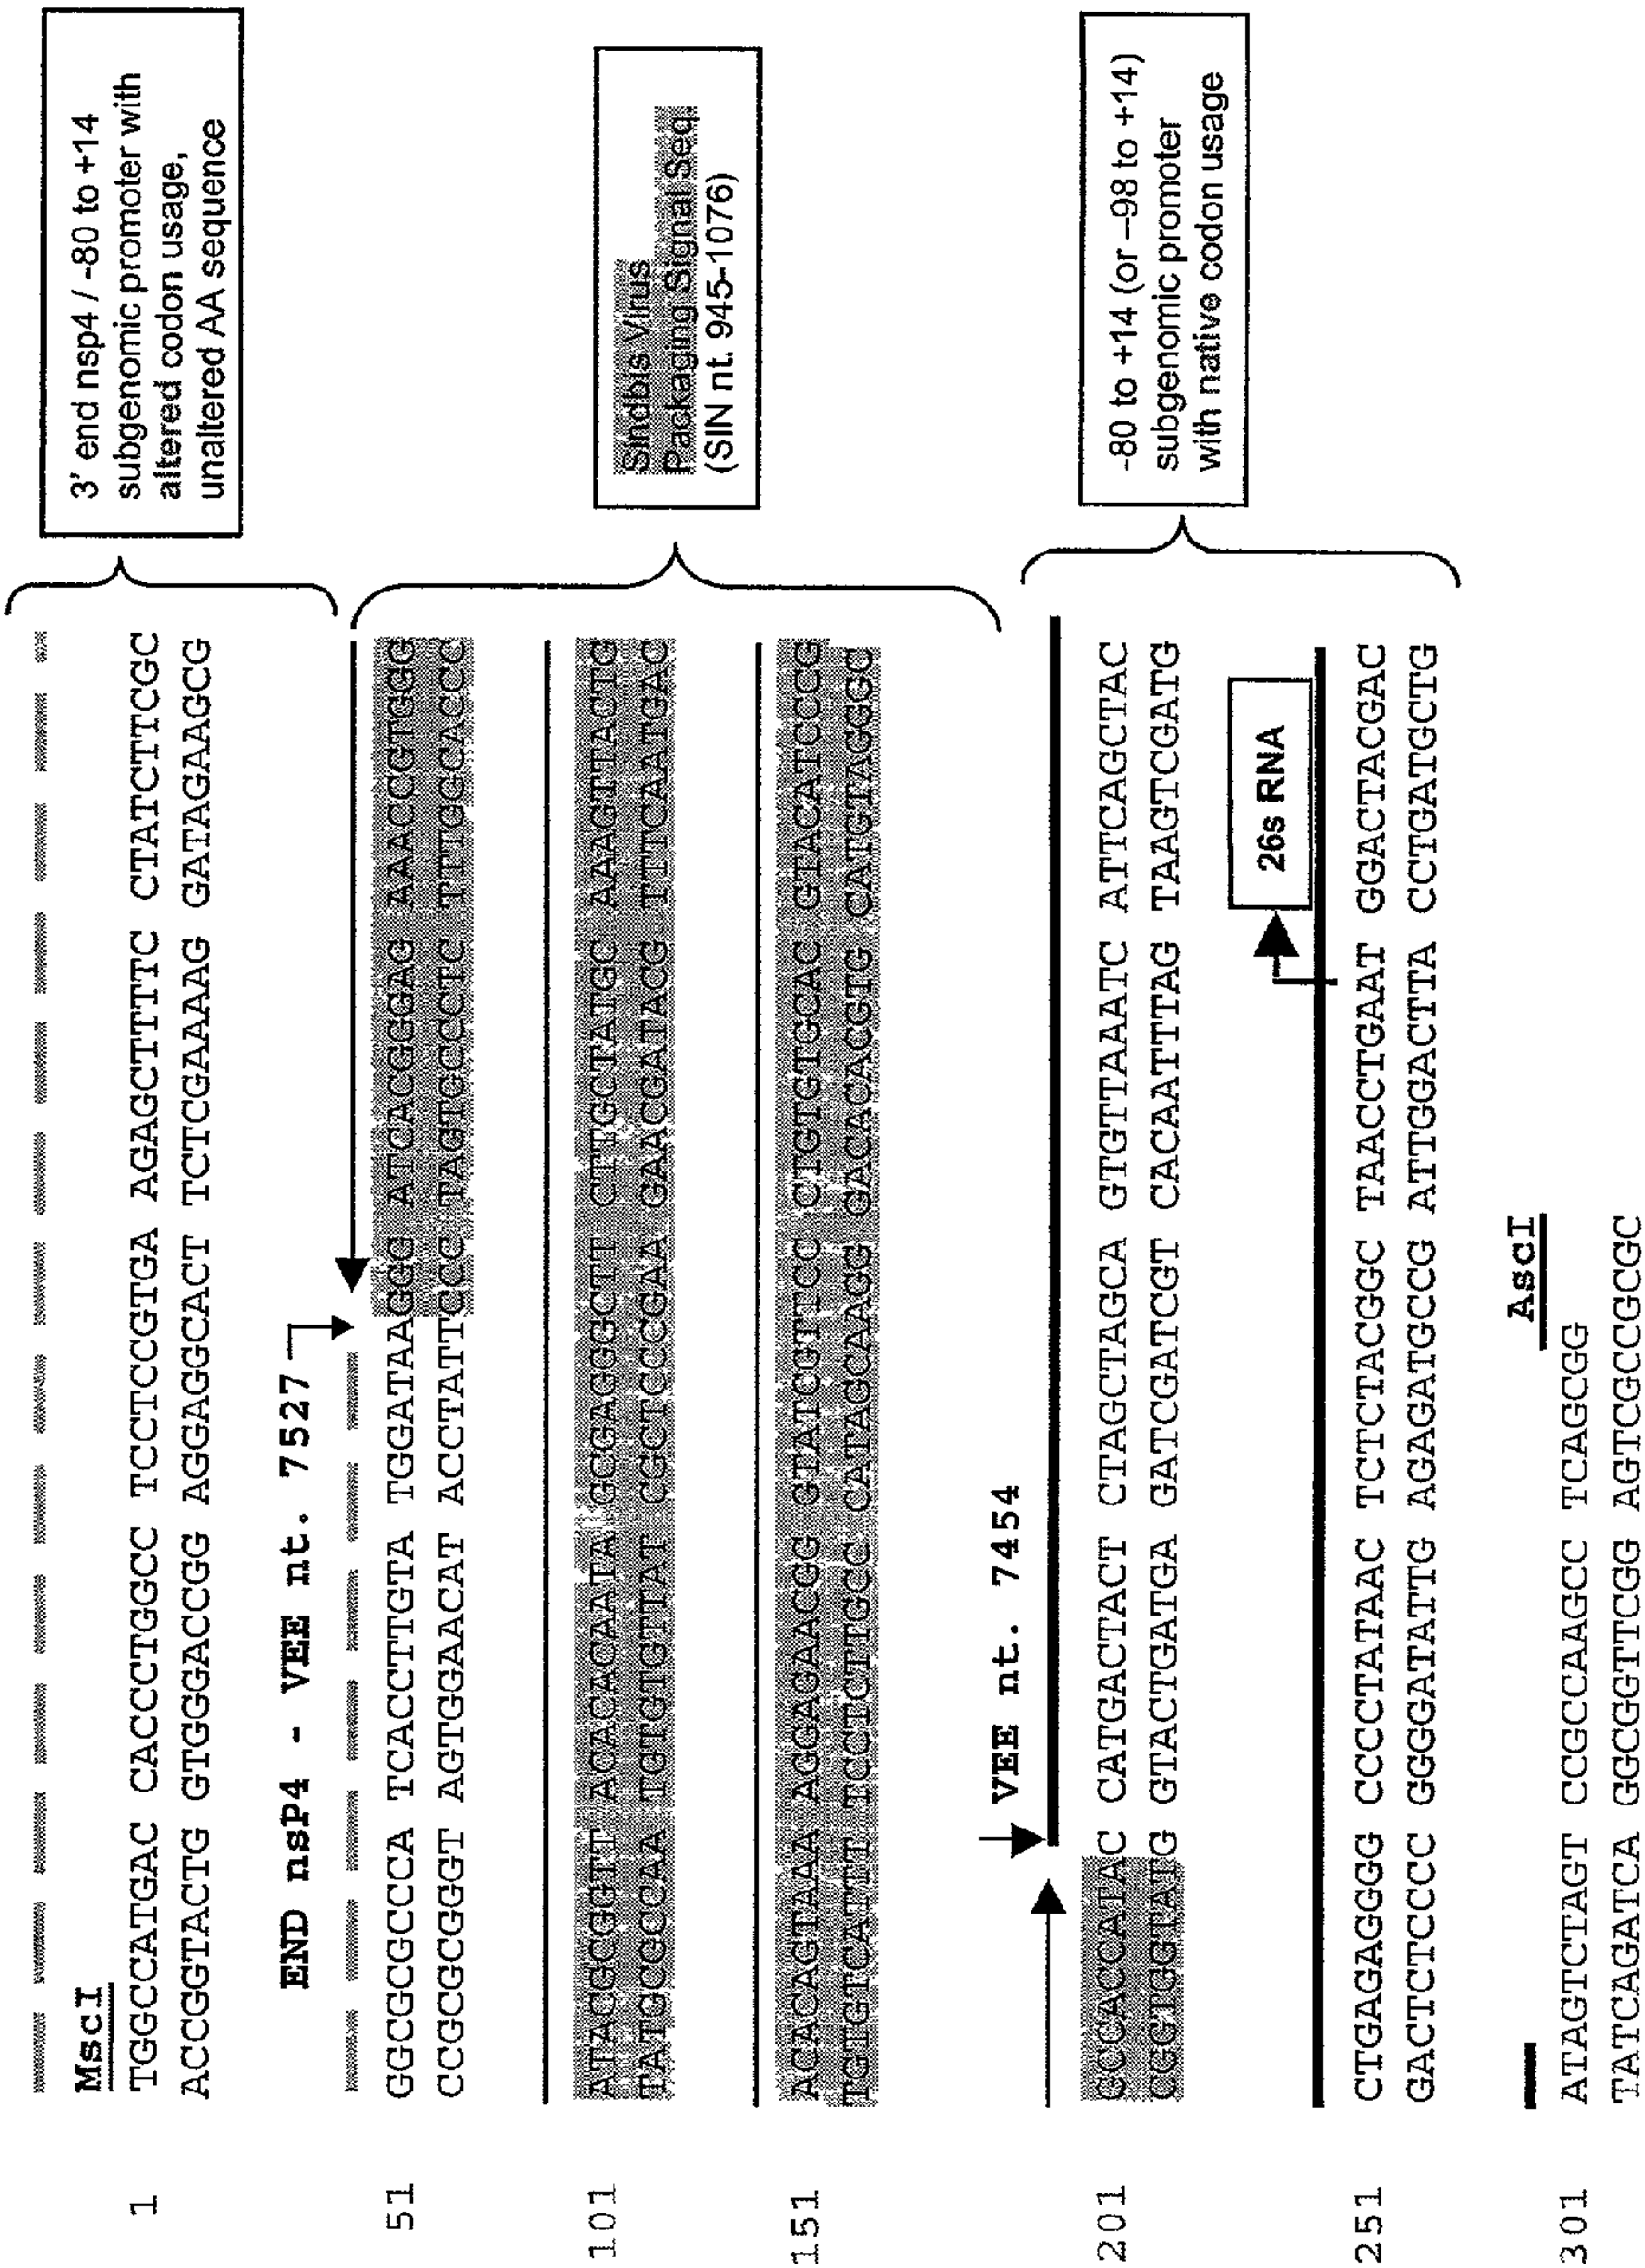 MscI
1 TGGCCATGAC CACCCTGGCC TCCTCCGTGA AGAGCTTTTC CTATCTTCGC
ACCGGTACTG GTGGGACCGG AGGAGGCACT TCTCGAAAAG GATAGAAGCG
3' end nsp4 / -80 to +14
subgenomic promoter with
altered codon usage,
unaltered AA sequence
END nsP4 - VEE nt. 7527
51 GGCGCGCCCA TCACCTTGTA TGGATAAGGG ATCACGGGAG AAACCGTGGG
CCGCGCGGGT AGTGGAACAT ACCTATTCCC TAGTGCCCTC TTTGGCACCC
101 ATACGCGGTT ACACACAATA GCGAGGGCTT CTTGCTATGC AAAGTTACTG
TATGCGCCAA TGTGTGTTAT CGCTCCCGAA GAACGATACG TTTCAATGAC
Sindbis Virus
Packaging Signal Seq.
(SIN nt. 945-1076)
151 ACACAGTAAA AGGAGAACGG GTATCGTTCC CTGTGTGCAC GTACATCCCG
TGTGTCATTT TCCTCTTGCC CATAGCAAGG GACACACGTG CATGTAGGGC
VEE nt. 7454
201 GCCACCATAC CATGACTACT CTAGCTAGCA GTGTTAAATC ATTCAGCTAC
CGGTGGTATG GTACTGATGA GATCGATCGT CACAATTTAG TAAGTCGATG
-80 to +14 (or –98 to +14)
subgenomic promoter
with native codon usage
26s RNA
251 CTGAGAGGGG CCCCTATAAC TCTCTACGGC TAACCTGAAT GGACTACGAC
GACTCTCCCC GGGGATATTG AGAGATGCCG ATTGGACTTA CCTGATGCTG
AscI
301 ATAGTCTAGT CCGCCAAGCC TCAGCGG
TATCAGATCA GGCGGTTCGG AGTCGCCGCGC